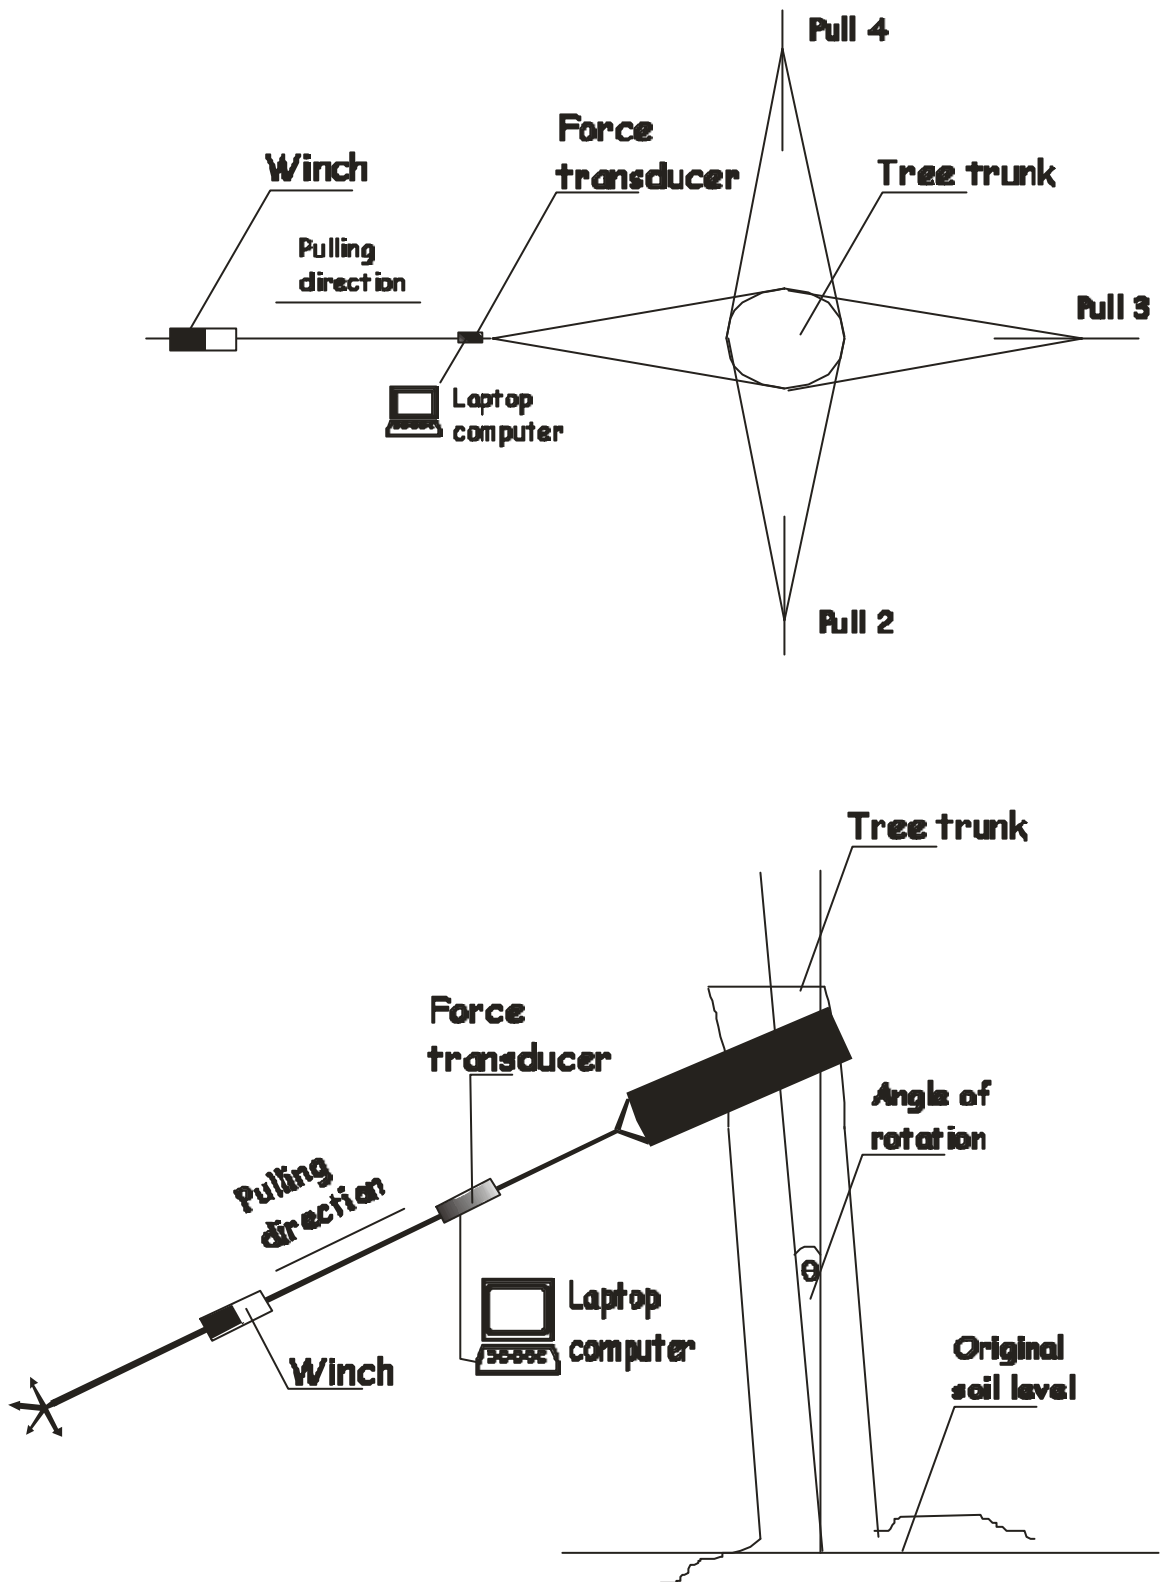 Pull 4
Force
transducer
Winch
Tree trunk
Pulling
direction
Pull 3
Laptop
computer
Pull 2
Tree trunk
Force
transducer
Angle of
rotation
Pulling
direction
θ
Laptop
computer
Winch
Original
soil level